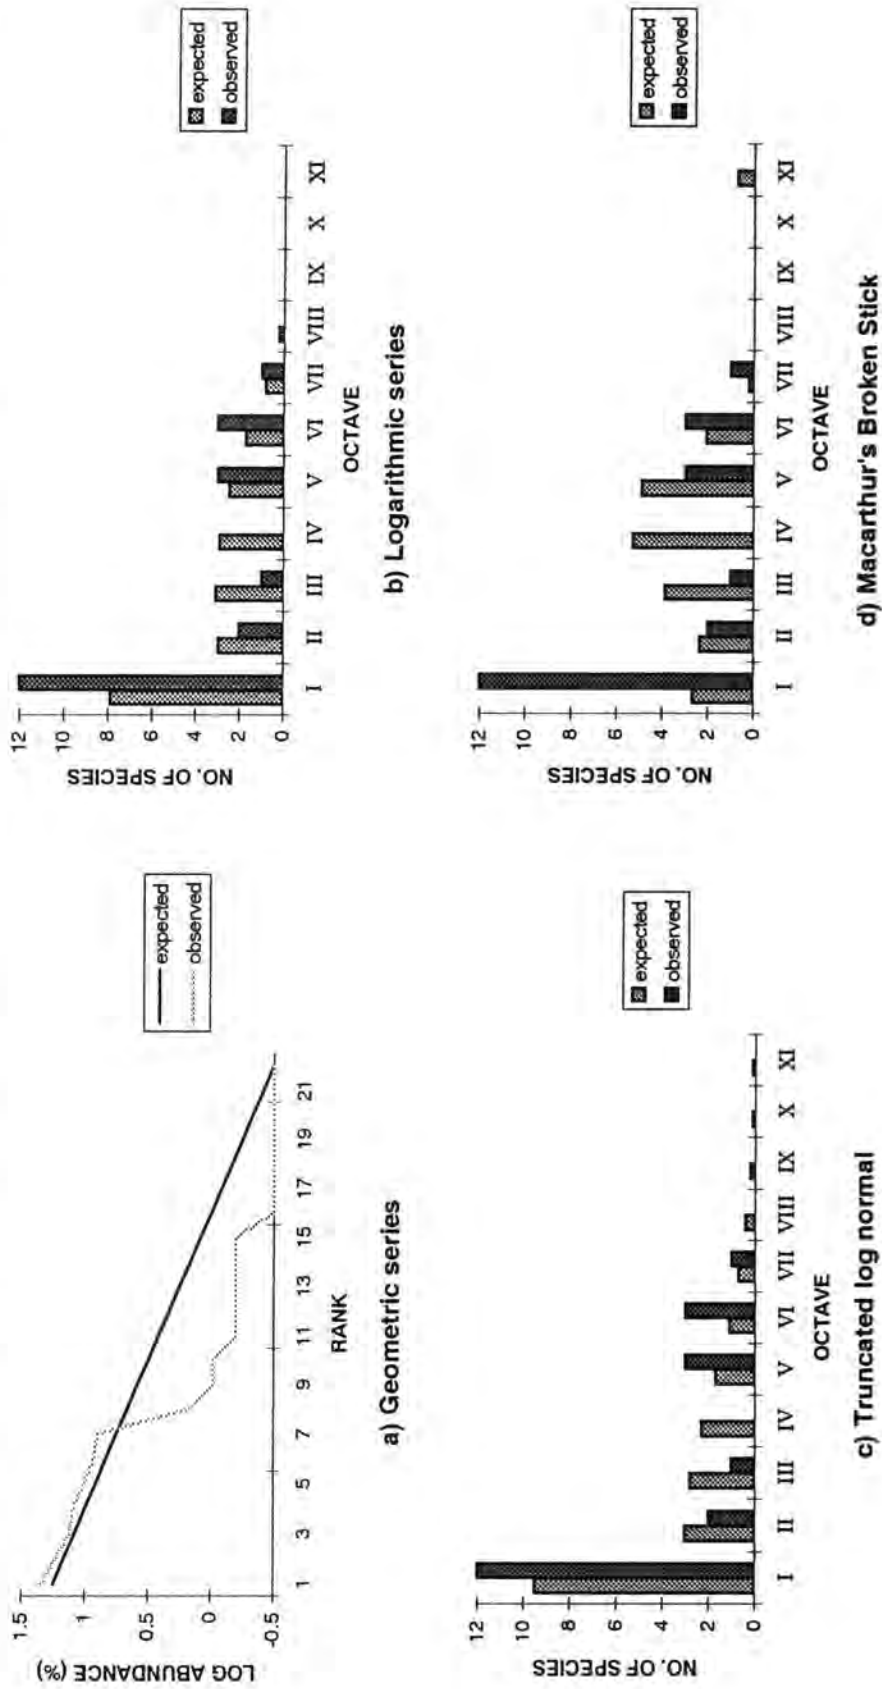 1.5
1
0.5
0
-0.5
LOG ABUNDANCE (%)
1 3 5 7 9 11 13 15 17 19 21
RANK
expected
observed
a) Geometric series
12
10
8
6
4
2
0
NO. OF SPECIES
I II III IV V VI VII VIII IX X XI
OCTAVE
expected
observed
b) Logarithmic series
12
10
8
6
4
2
0
NO. OF SPECIES
I II III IV V VI VII VIII IX X XI
OCTAVE
expected
observed
c) Truncated log normal
12
10
8
6
4
2
0
NO. OF SPECIES
I II III IV V VI VII VIII IX X XI
OCTAVE
expected
observed
d) Macarthur's Broken Stick